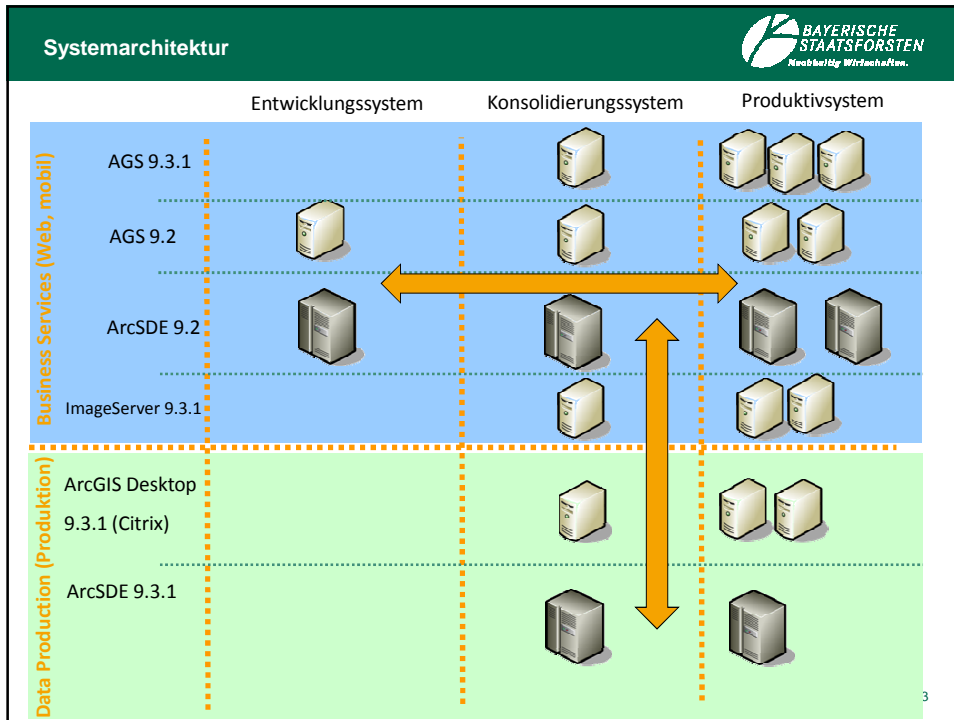 Systemarchitektur
BAYERISCHE
STAATSFORSTEN
Nachhaltig Wirtschaften.
Entwicklungssystem
Konsolidierungssystem
Produktivsystem
Business Services (Web, mobil)
AGS 9.3.1
AGS 9.2
ArcSDE 9.2
ImageServer 9.3.1
Data Production (Produktion)
ArcGIS Desktop
9.3.1 (Citrix)
ArcSDE 9.3.1
3